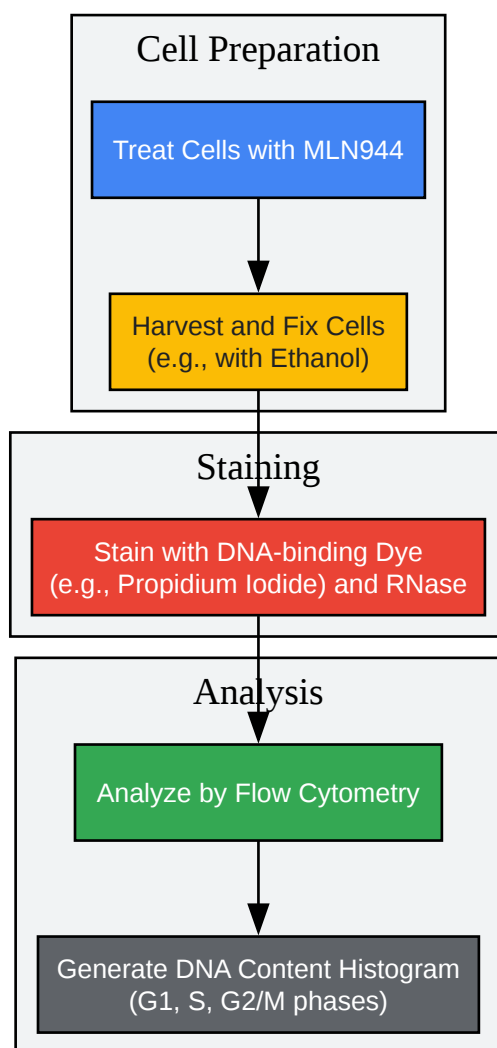 Cell Preparation
Treat Cells with MLN944
Harvest and Fix Cells
(e.g., with Ethanol)
Staining
Stain with DNA-binding Dye
(e.g., Propidium Iodide) and RNase
Analysis
Analyze by Flow Cytometry
Generate DNA Content Histogram
(G1, S, G2/M phases)